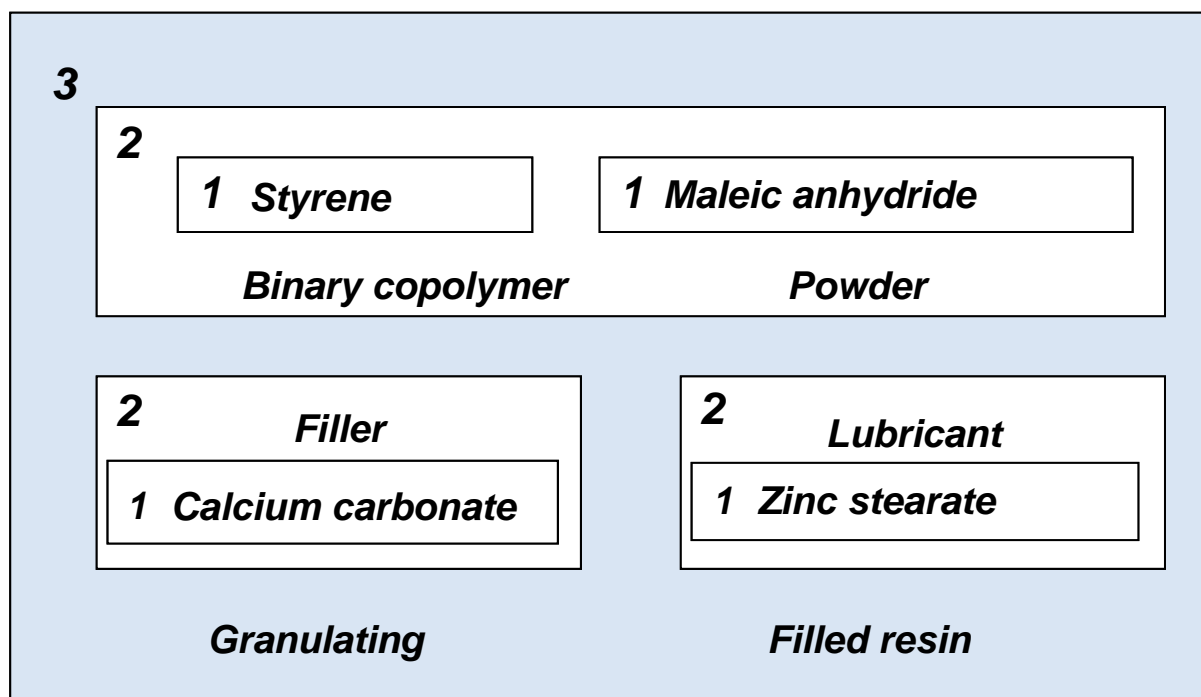 3
2
1 Styrene
1 Maleic anhydride
Binary copolymer
Powder
2
Filler
1 Calcium carbonate
2
Lubricant
1 Zinc stearate
Granulating
Filled resin